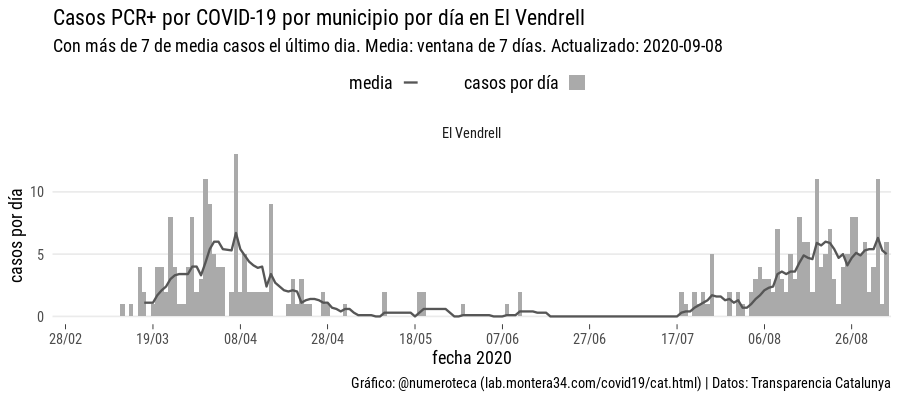 Casos PCR+ por COVID-19 por municipio por día en El Vendrell
Con más de 7 de media casos el último dia. Media: ventana de 7 días. Actualizado: 2020-09-08
media casos por día
El Vendrell
casos por día
10
5
0
28/02 19/03 08/04 28/04 18/05 07/06 27/06 17/07 06/08 26/08
fecha 2020
Gráfico: @numeroteca (lab.montera34.com/covid19/cat.html) | Datos: Transparencia Catalunya